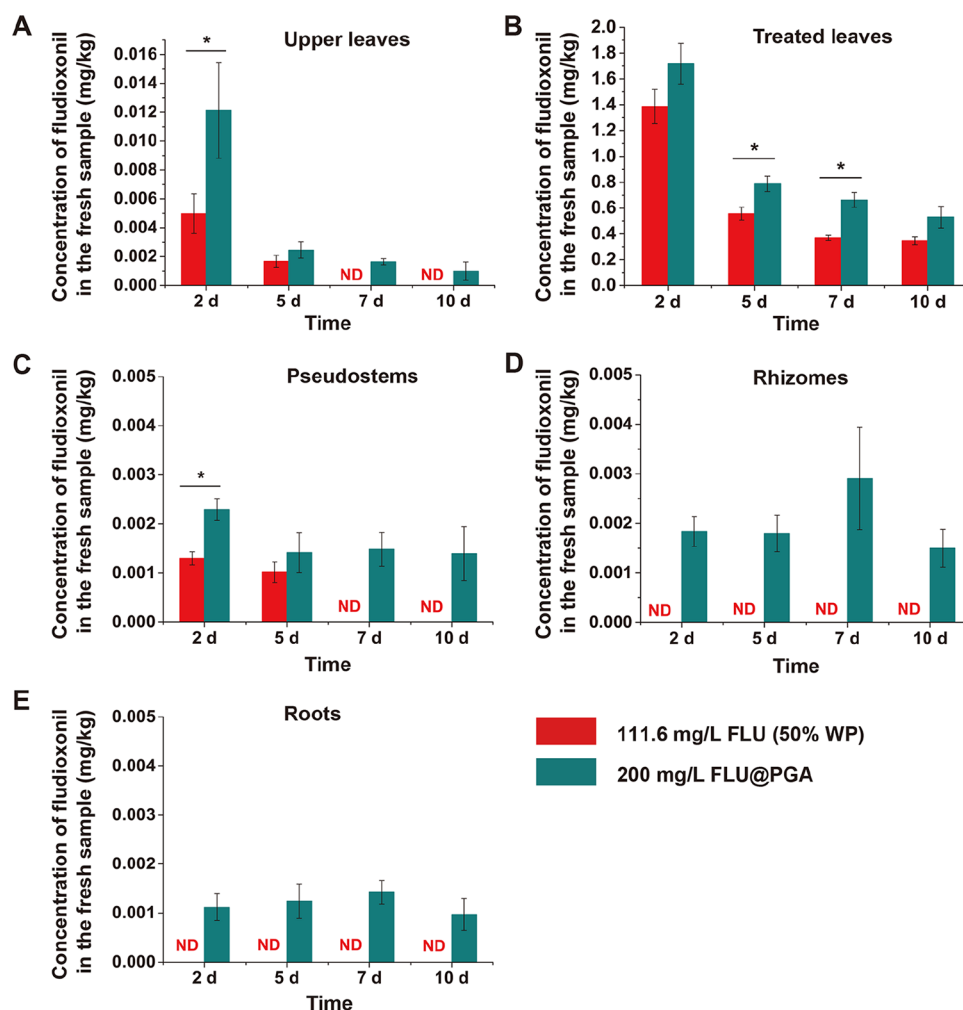 A
Upper leaves
Concentration of fludioxonil
in the fresh sample (mg/kg)
0.016
0.014
0.012
0.010
0.008
0.006
0.004
0.002
0.000
*
ND
ND
2 d
5 d
7 d
10 d
Time
B
Treated leaves
Concentration of fludioxonil
in the fresh sample (mg/kg)
2.0
1.8
1.6
1.4
1.2
1.0
0.8
0.6
0.4
0.2
0.0
*
*
2 d
5 d
7 d
10 d
Time
C
Pseudostems
Concentration of fludioxonil
in the fresh sample (mg/kg)
0.005
0.004
0.003
0.002
0.001
0.000
*
ND
ND
2 d
5 d
7 d
10 d
Time
D
Rhizomes
Concentration of fludioxonil
in the fresh sample (mg/kg)
0.005
0.004
0.003
0.002
0.001
0.000
ND
ND
ND
ND
2 d
5 d
7 d
10 d
Time
E
Roots
Concentration of fludioxonil
in the fresh sample (mg/kg)
0.005
0.004
0.003
0.002
0.001
0.000
ND
ND
ND
ND
2 d
5 d
7 d
10 d
Time
111.6 mg/L FLU (50% WP)
200 mg/L FLU@PGA